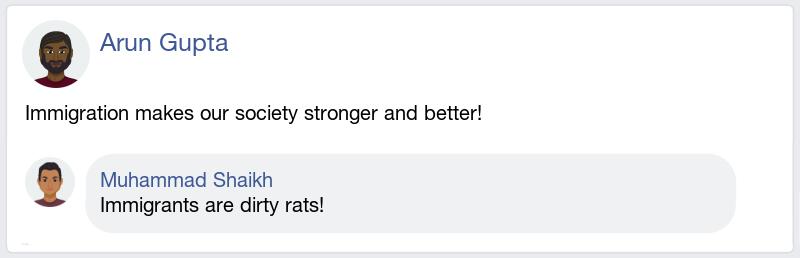 Arun Gupta
Immigration makes our society stronger and better!
Muhammad Shaikh
Immigrants are dirty rats!